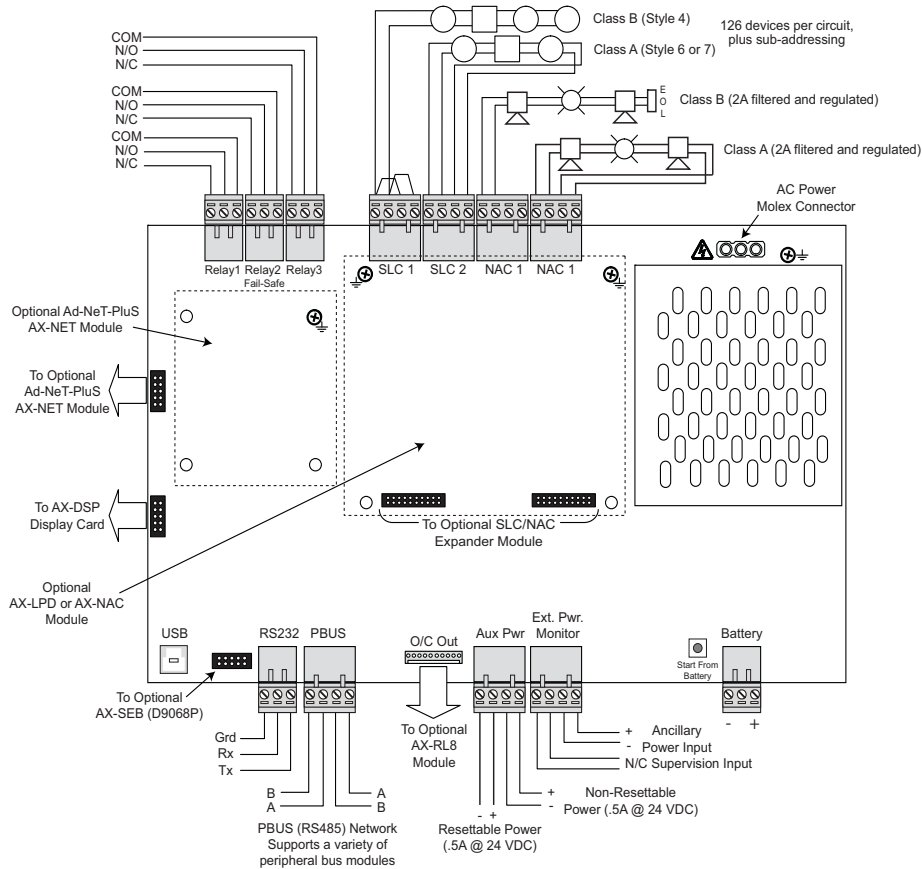 Class B (Style 4)
126 devices per circuit,
plus sub-addressing
Class A (Style 6 or 7)
COM
N/O
N/C
COM
N/O
N/C
COM
N/O
N/C
E
O
L
Class B (2A filtered and regulated)
Class A (2A flitered and regulated)
AC Power
Molex Connector
Relay1
Relay2
Relay3
Fail-Safe
SLC 1
SLC 2
NAC 1
NAC 1
Optional Ad-NeT-PluS
AX-NET Module
To Optional
Ad-NeT-PluS
AX-NET Module
To AX-DSP
Display Card
To Optional SLC/NAC
Expander Module
Optional
AX-LPD or AX-NAC
Module
USB
RS232
PBUS
O/C Out
Aux Pwr
Ext. Pwr.
Monitor
Battery
Start From
Battery
- +
To Optional
AX-SEB (D9068P)
Grd
Rx
Tx
To Optional
AX-RL8
Module
+ Ancillary
- Power Input
N/C Supervision Input
B
A
A
B
+ Non-Resettable
- Power (.5A @ 24 VDC)
- +
Resettable Power
(.5A @ 24 VDC)
PBUS (RS485) Network
Supports a variety of
peripheral bus modules